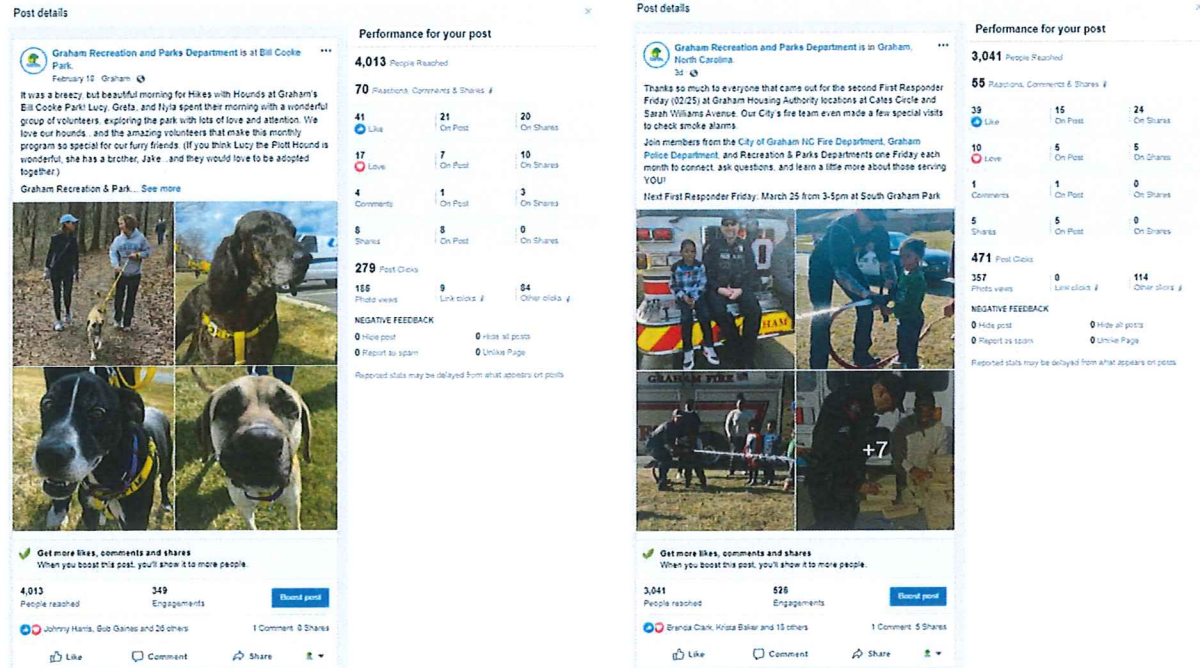 Post details
Graham Recreation and Parks Department is at Bill Cooke
Park.
February 18 Graham
It was a breezy, but beautiful morning for Hikes with Hounds at Graham's
Bill Cooke Park! Lucy, Greta, and Nyla spent their morning with a wonderful
group of volunteers, exploring the park with lots of love and attention. We
love our hounds...and the amazing volunteers that make this monthly
program so special for our furry friends. (If you think Lucy the Plott Hound is
wonderful, she has a brother, Jake...and they would love to be adopted
together.)
Graham Recreation & Park... See more
Get more likes, comments and shares
When you boost this post, you'll show it to more people.
4,013 349
People reached Engagements Boost post
Johnny Harris, Bob Gaines and 26 others 1 Comment 8 Shares
Like Comment Share
Performance for your post
4,013 People Reached
70 Reactions, Comments & Shares
41 21 20
Like On Post On Shares
17 7 10
Love On Post On Shares
4 1 3
Comments On Post On Shares
8 8 0
Shares On Post On Shares
279 Post Clicks
186 9 84
Photo views Link clicks Other clicks
NEGATIVE FEEDBACK
0 Hide post 0 Hide all posts
0 Report as spam 0 Unlike Page
Reported stats may be delayed from what appears on posts
Post details
Graham Recreation and Parks Department is in Graham,
North Carolina.
3d
Thanks so much to everyone that came out for the second First Responder
Friday (02/25) at Graham Housing Authority locations at Cates Circle and
Sarah Williams Avenue. Our City's fire team even made a few special visits
to check smoke alarms.
Join members from the City of Graham NC Fire Department, Graham
Police Department, and Recreation & Parks Departments one Friday each
month to connect, ask questions, and learn a little more about those serving
YOU!
Next First Responder Friday: March 25 from 3-5pm at South Graham Park
HAM
GRAHAM FIRE
+7
Get more likes, comments and shares
When you boost this post, you'll show it to more people.
3,041 526
People reached Engagements Boost post
Brenda Clark, Krista Baker and 18 others 1 Comment 5 Shares
Like Comment Share
Performance for your post
3,041 People Reached
55 Reactions, Comments & Shares
39 15 24
Like On Post On Shares
10 5 5
Love On Post On Shares
1 1 0
Comments On Post On Shares
5 5 0
Shares On Post On Shares
471 Post Clicks
357 0 114
Photo views Link clicks Other clicks
NEGATIVE FEEDBACK
0 Hide post 0 Hide all posts
0 Report as spam 0 Unlike Page
Reported stats may be delayed from what appears on posts